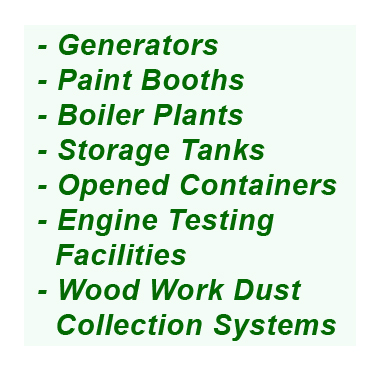 - Generators
- Paint Booths
- Boiler Plants
- Storage Tanks
- Opened Containers
- Engine Testing
Facilities
- Wood Work Dust
Collection Systems